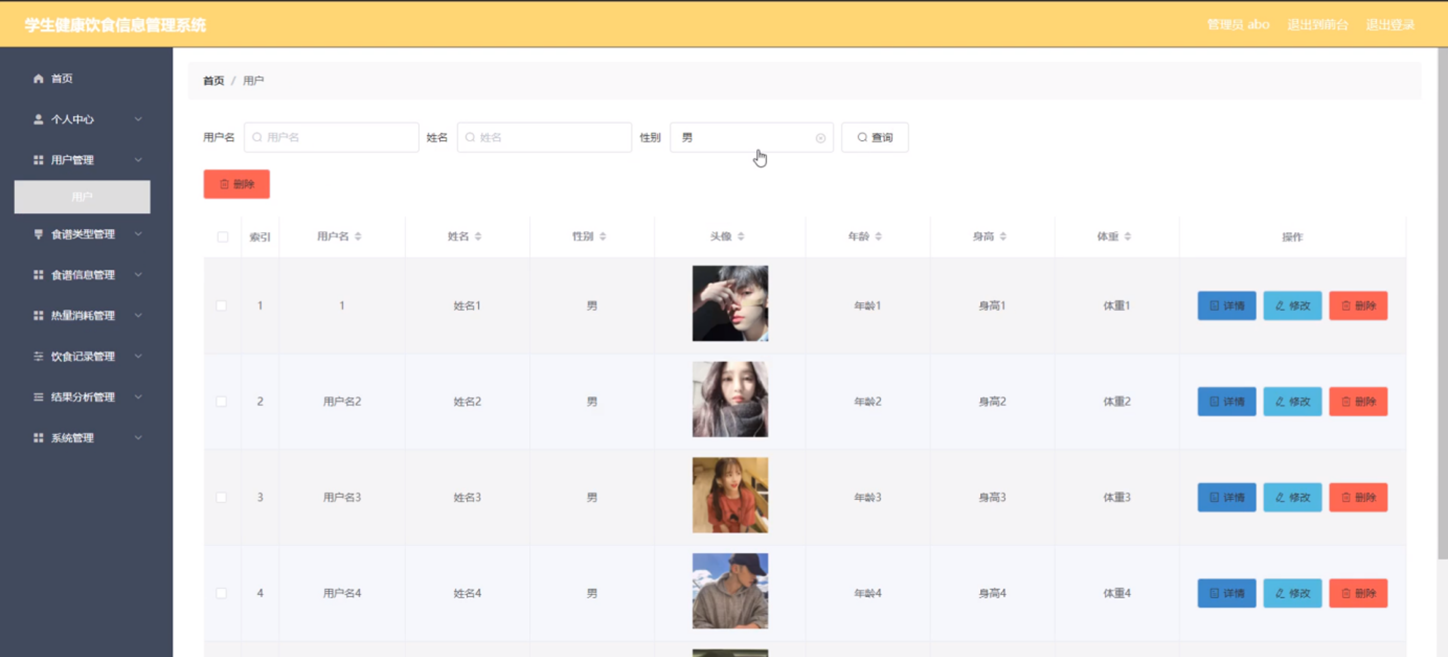 学生健康饮食信息管理系统
管理员 abo 退出到前台 退出登录
首页
个人中心
用户管理
用户
食谱类型管理
食谱信息管理
热量消耗管理
饮食记录管理
结果分析管理
系统管理
首页 / 用户
用户名 用户名 姓名 姓名 性别 男 查询
删除
索引 用户名 姓名 性别 头像 年龄 身高 体重 操作
1 1 姓名1 男 年龄1 身高1 体重1 详情 修改 删除
2 用户名2 姓名2 男 年龄2 身高2 体重2 详情 修改 删除
3 用户名3 姓名3 男 年龄3 身高3 体重3 详情 修改 删除
4 用户名4 姓名4 男 年龄4 身高4 体重4 详情 修改 删除